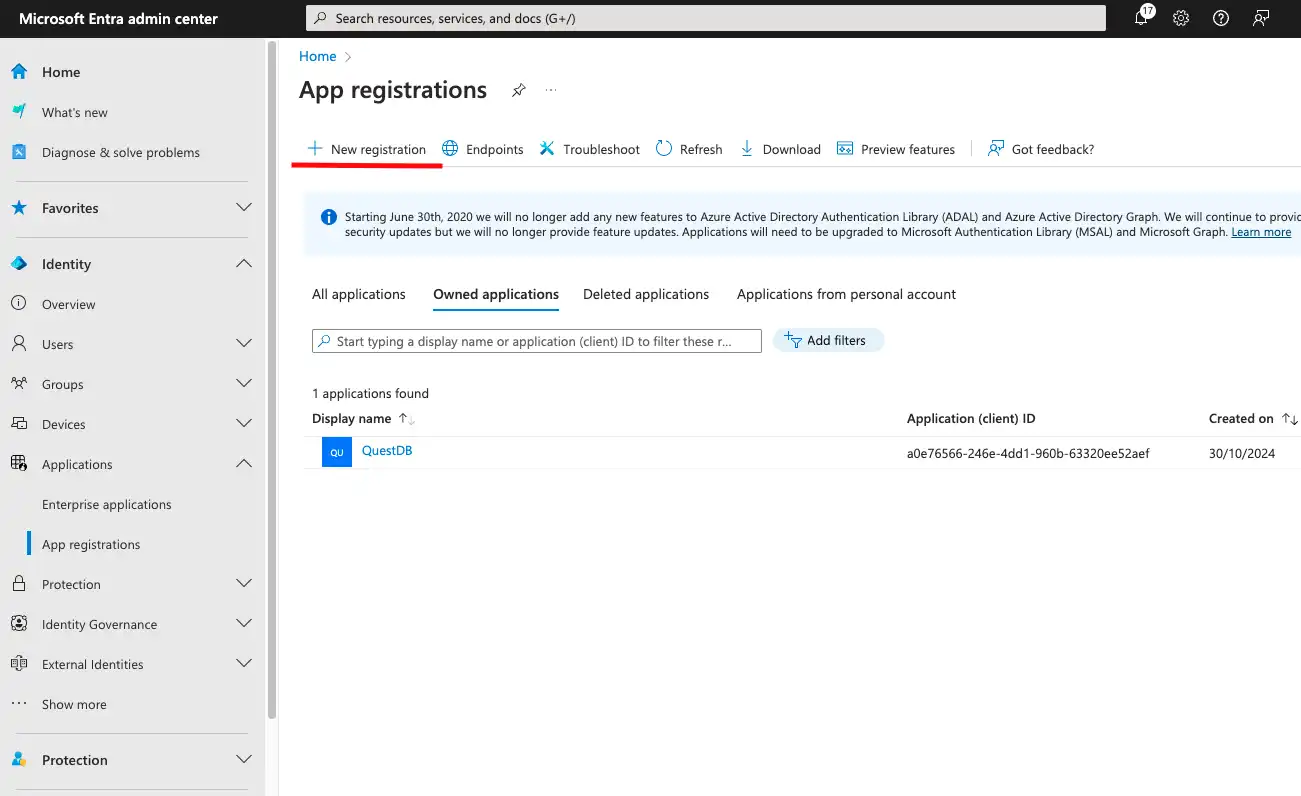 Microsoft Entra admin center
Search resources, services, and docs (G+/)
17
Home
What's new
Diagnose & solve problems
Favorites
Identity
Overview
Users
Groups
Devices
Applications
Enterprise applications
App registrations
Protection
Identity Governance
External Identities
Show more
Protection
Home
App registrations
New registration
Endpoints
Troubleshoot
Refresh
Download
Preview features
Got feedback?
Starting June 30th, 2020 we will no longer add any new features to Azure Active Directory Authentication Library (ADAL) and Azure Active Directory Graph. We will continue to provid
security updates but we will no longer provide feature updates. Applications will need to be upgraded to Microsoft Authentication Library (MSAL) and Microsoft Graph. Learn more
All applications
Owned applications
Deleted applications
Applications from personal account
Start typing a display name or application (client) ID to filter these r...
Add filters
1 applications found
Display name
Application (client) ID
Created on
QU
QuestDB
a0e76566-246e-4dd1-960b-63320ee52aef
30/10/2024